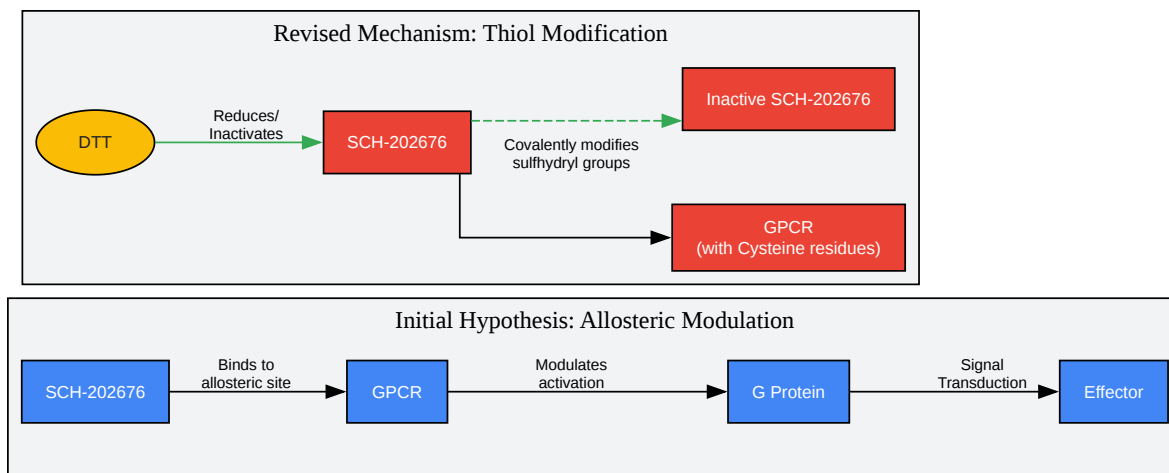 Revised Mechanism: Thiol Modification
DTT
Reduces/
Inactivates
SCH-202676
Covalently modifies
sulfhydryl groups
Inactive SCH-202676
GPCR
(with Cysteine residues)
Initial Hypothesis: Allosteric Modulation
SCH-202676
Binds to
allosteric site
GPCR
Modulates
activation
G Protein
Signal
Transduction
Effector